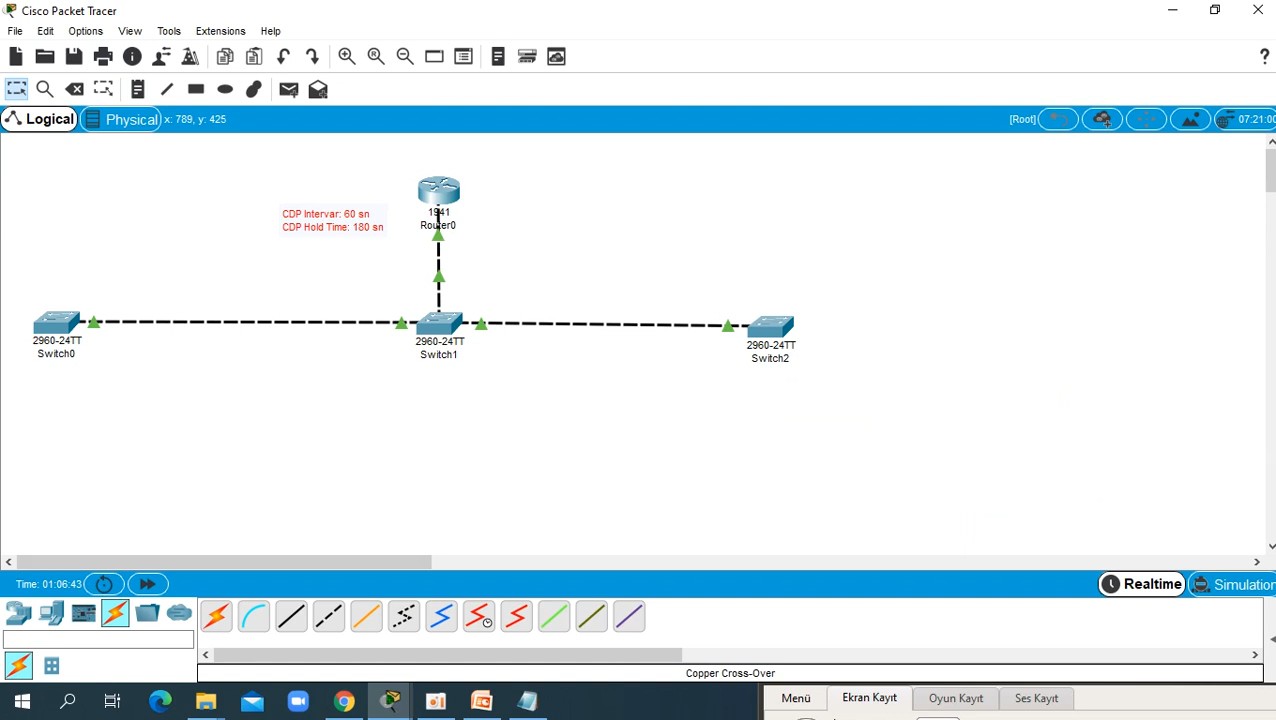 Cisco Packet Tracer
File Edit Options View Tools Extensions Help
?
Logical Physical x: 789, y: 425 [Root] 07:21:00
1941
Router0
CDP Intervar: 60 sn
CDP Hold Time: 180 sn
2960-24TT
Switch0
2960-24TT
Switch1
2960-24TT
Switch2
Time: 01:06:43 Realtime Simulation
Copper Cross-Over
Menü Ekran Kayıt Oyun Kayıt Ses Kayıt